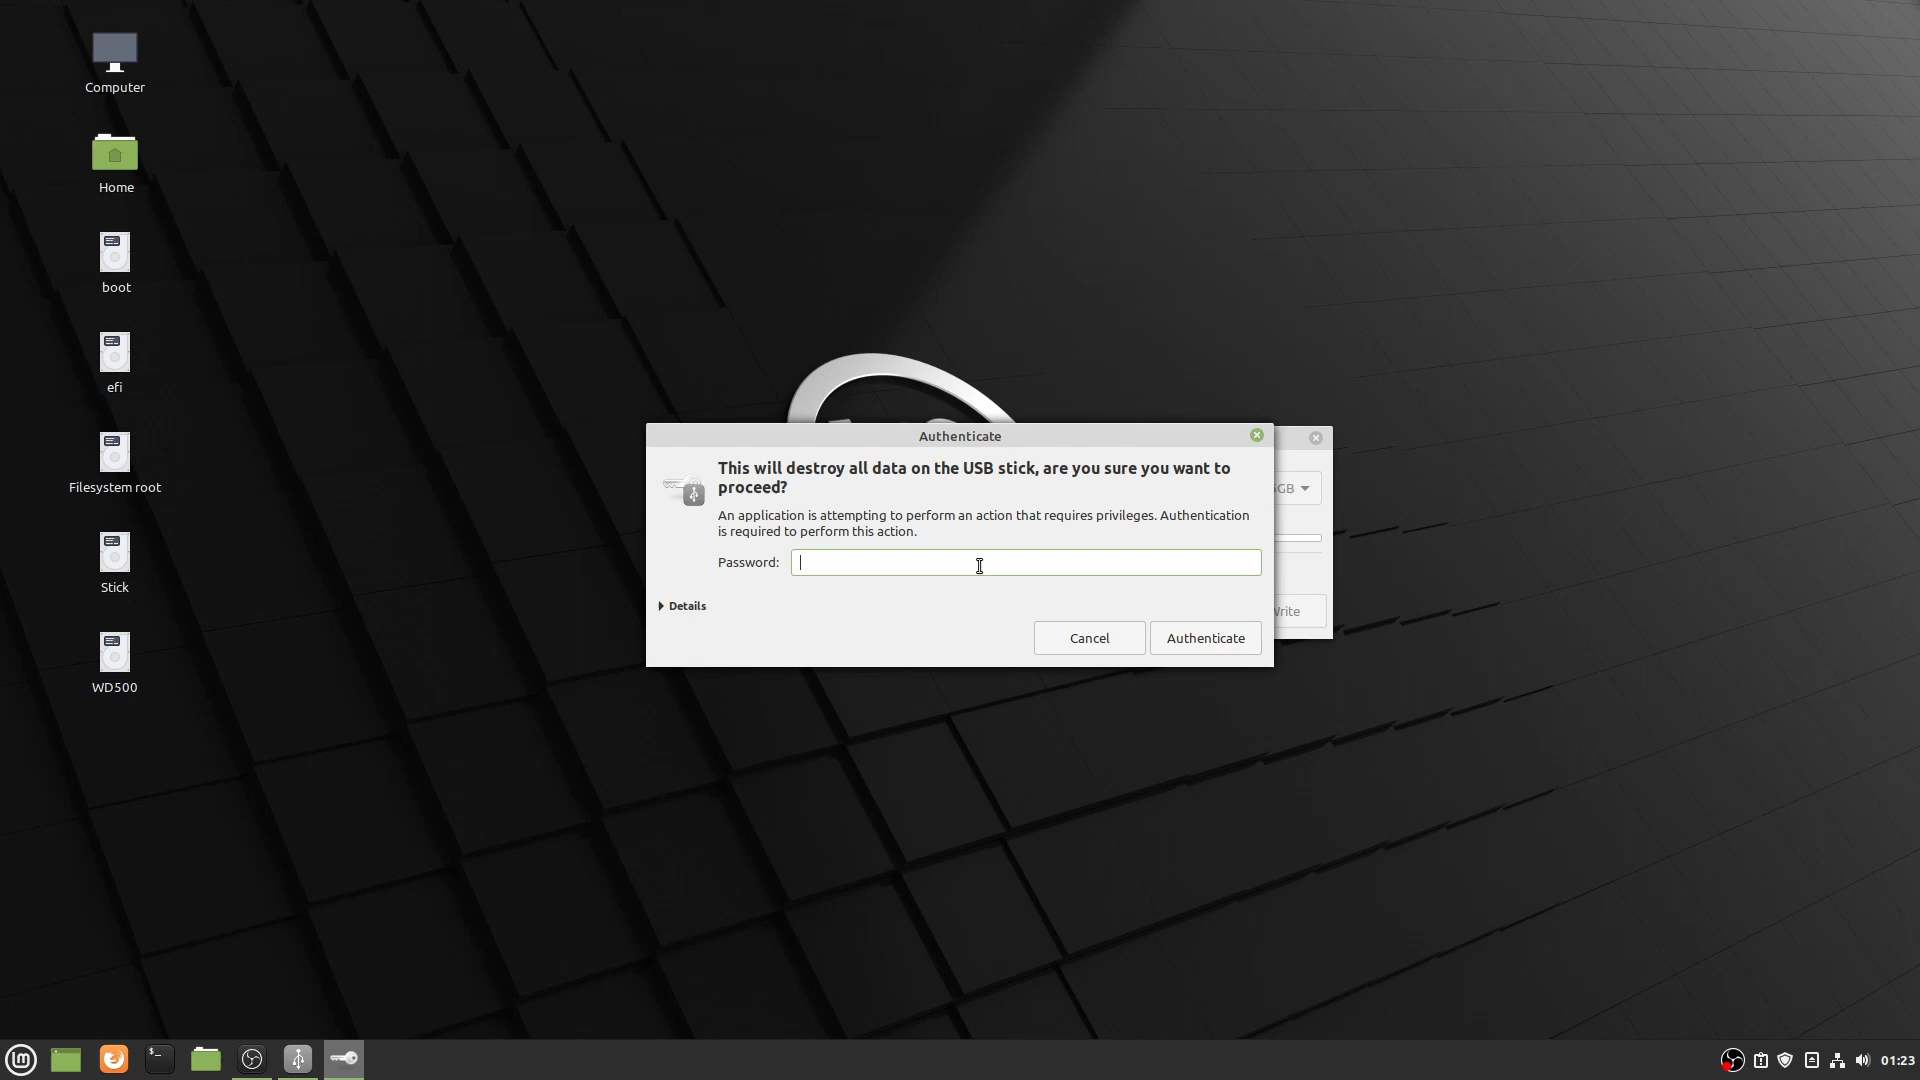 Computer
Home
boot
efi
Filesystem root
Stick
WD500
Authenticate
This will destroy all data on the USB stick, are you sure you want to
proceed?
An application is attempting to perform an action that requires privileges. Authentication
is required to perform this action.
Password:
Details
Cancel
Authenticate
GB
$_
lm
01:23